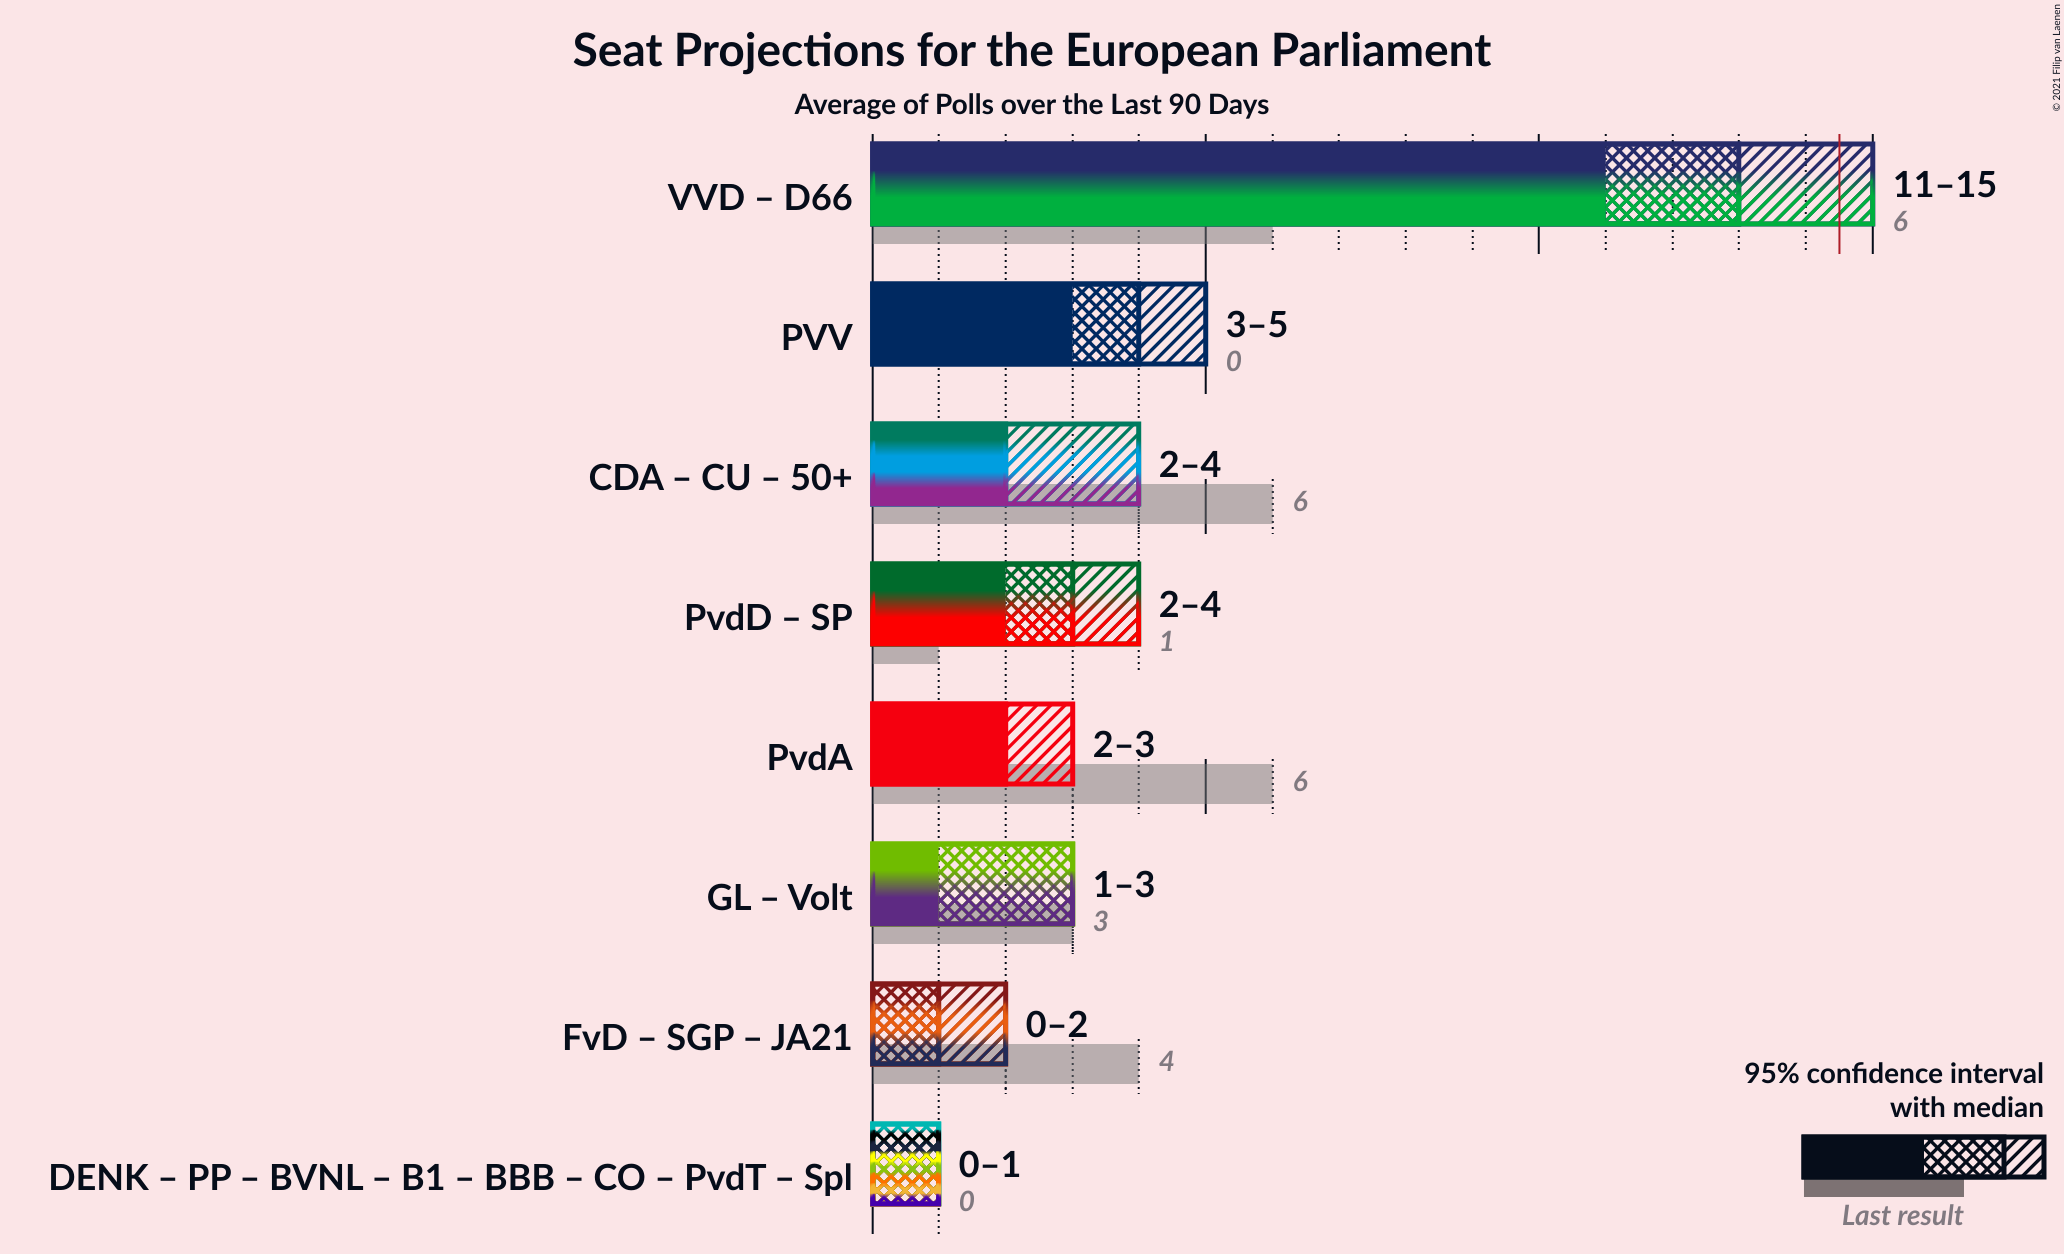 Seat Projections for the European Parliament
Average of Polls over the Last 90 Days
© 2021 Filip van Laenen
VVD – D66
11–15
6
PVV
3–5
0
CDA – CU – 50+
2–4
6
PvdD – SP
2–4
1
PvdA
2–3
6
GL – Volt
1–3
3
FvD – SGP – JA21
0–2
4
DENK – PP – BVNL – B1 – BBB – CO – PvdT – Spl
0–1
0
95% confidence interval
with median
Last result